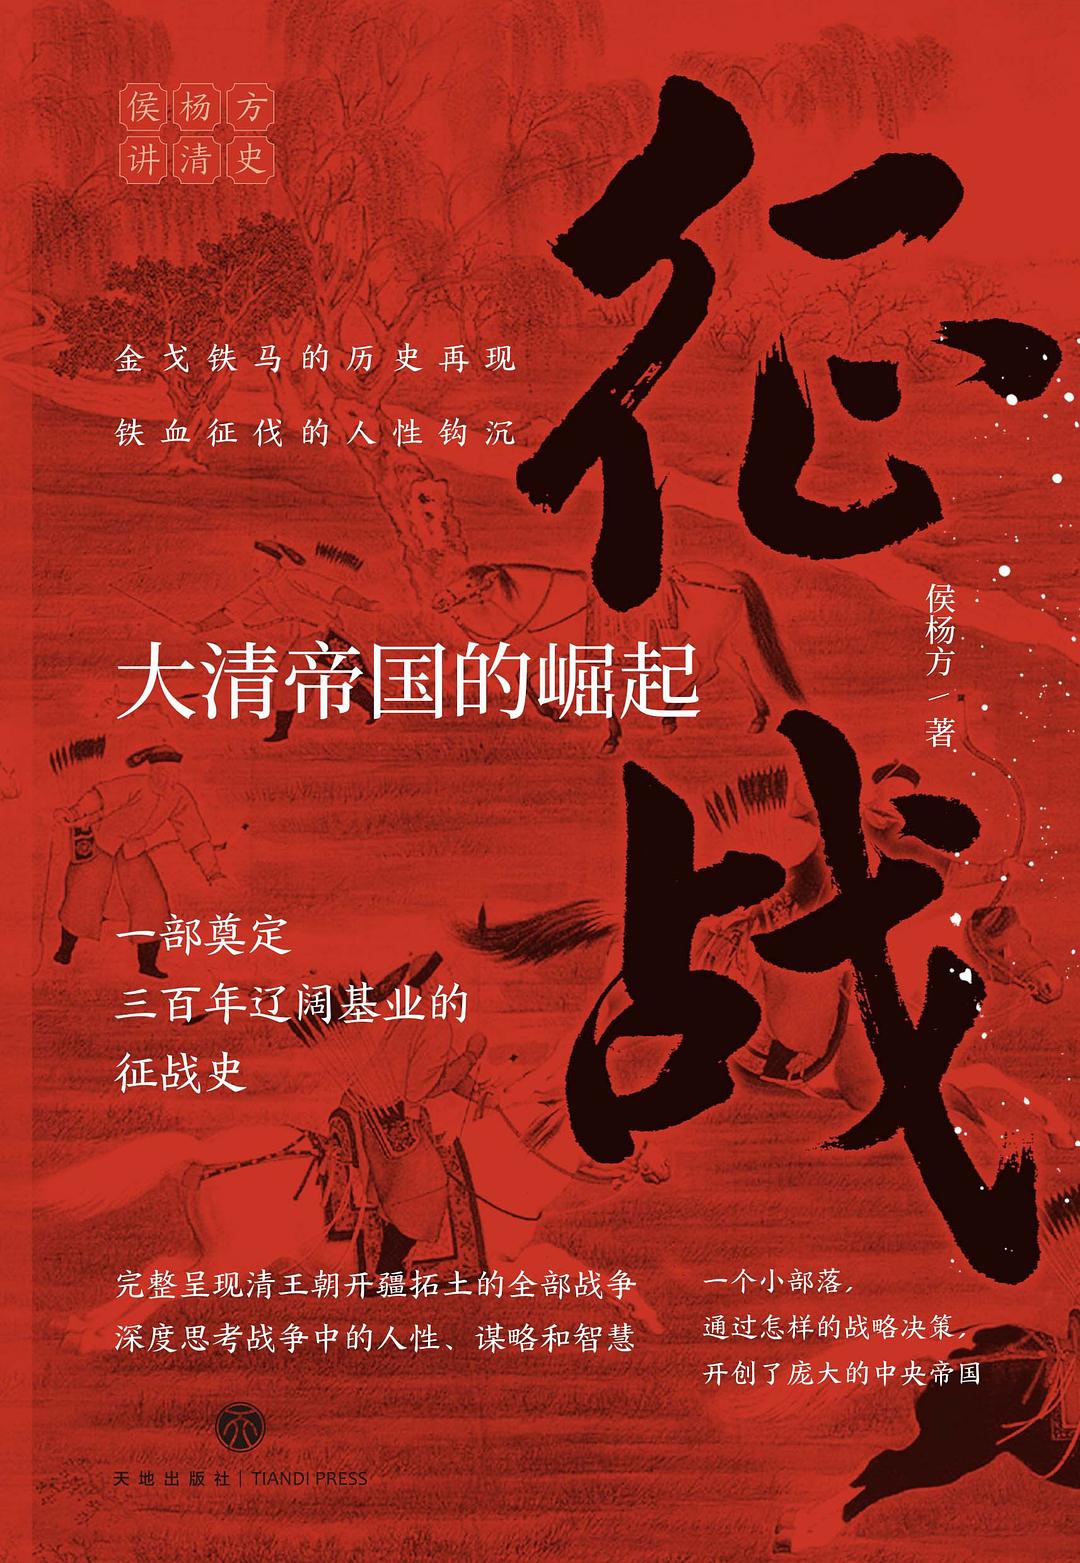 侯杨方
讲清史
征战
金戈铁马的历史再现
铁血征伐的人性钩沉
侯杨方/著
大清帝国的崛起
一部奠定
三百年辽阔基业的
征战史
完整呈现清王朝开疆拓土的全部战争
深度思考战争中的人性、谋略和智慧
一个小部落，
通过怎样的战略决策，
开创了庞大的中央帝国
天地出版社 | TIANDI PRESS